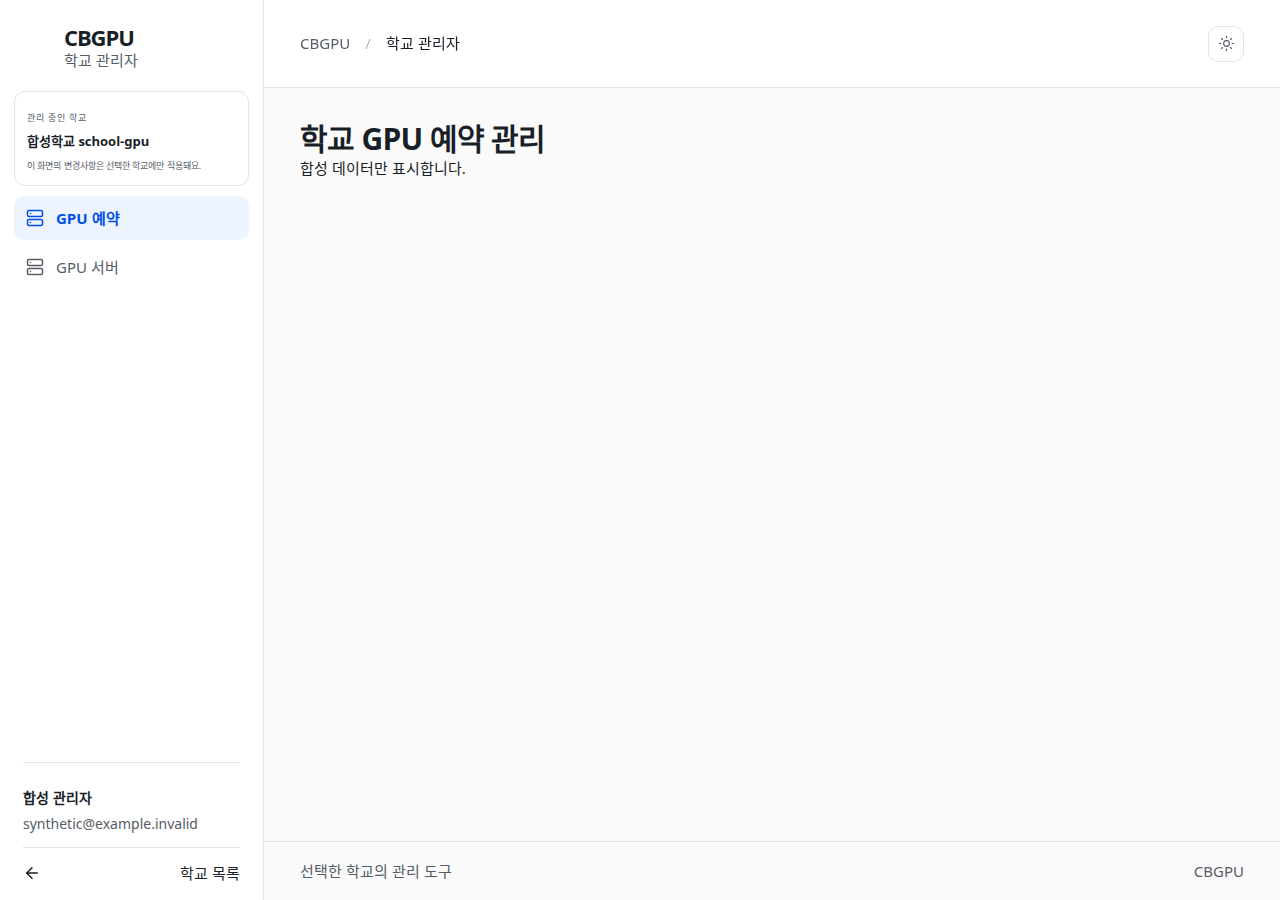 CBGPU
학교 관리자
관리 중인 학교
합성학교 school-gpu
이 화면의 변경사항은 선택한 학교에만 적용돼요.
GPU 예약
GPU 서버
합성 관리자
synthetic@example.invalid
학교 목록
CBGPU / 학교 관리자
학교 GPU 예약 관리
합성 데이터만 표시합니다.
선택한 학교의 관리 도구
CBGPU